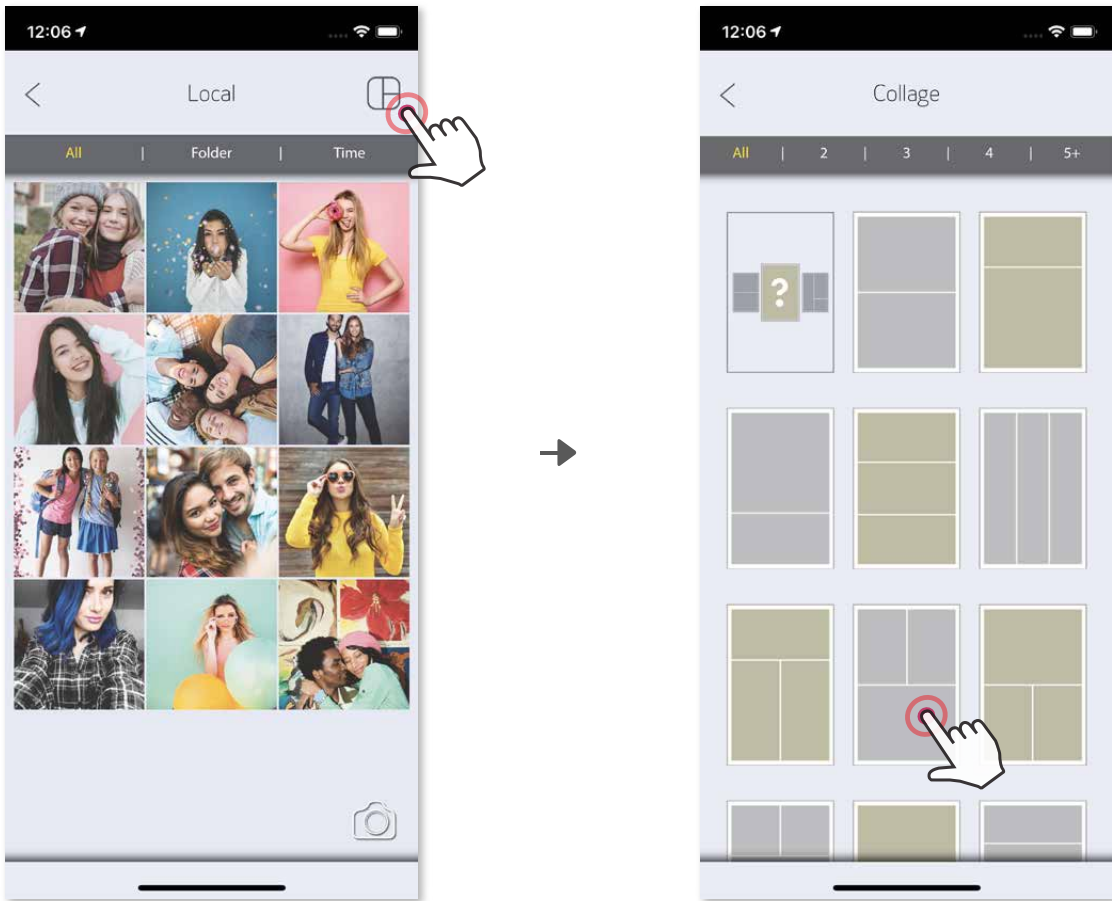 12:06
Local
All | Folder | Time
12:06
Collage
All | 2 | 3 | 4 | 5+
?